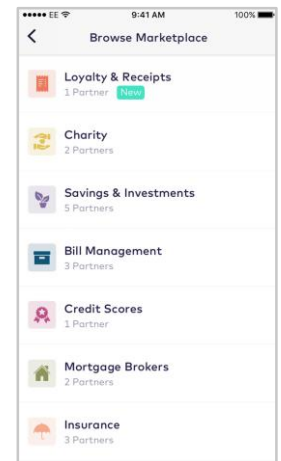 EE 9:41 AM 100%
Browse Marketplace
Loyalty & Receipts
1 Partner New
Charity
2 Partners
Savings & Investments
5 Partners
Bill Management
3 Partners
Credit Scores
1 Partner
Mortgage Brokers
2 Partners
Insurance
3 Partners